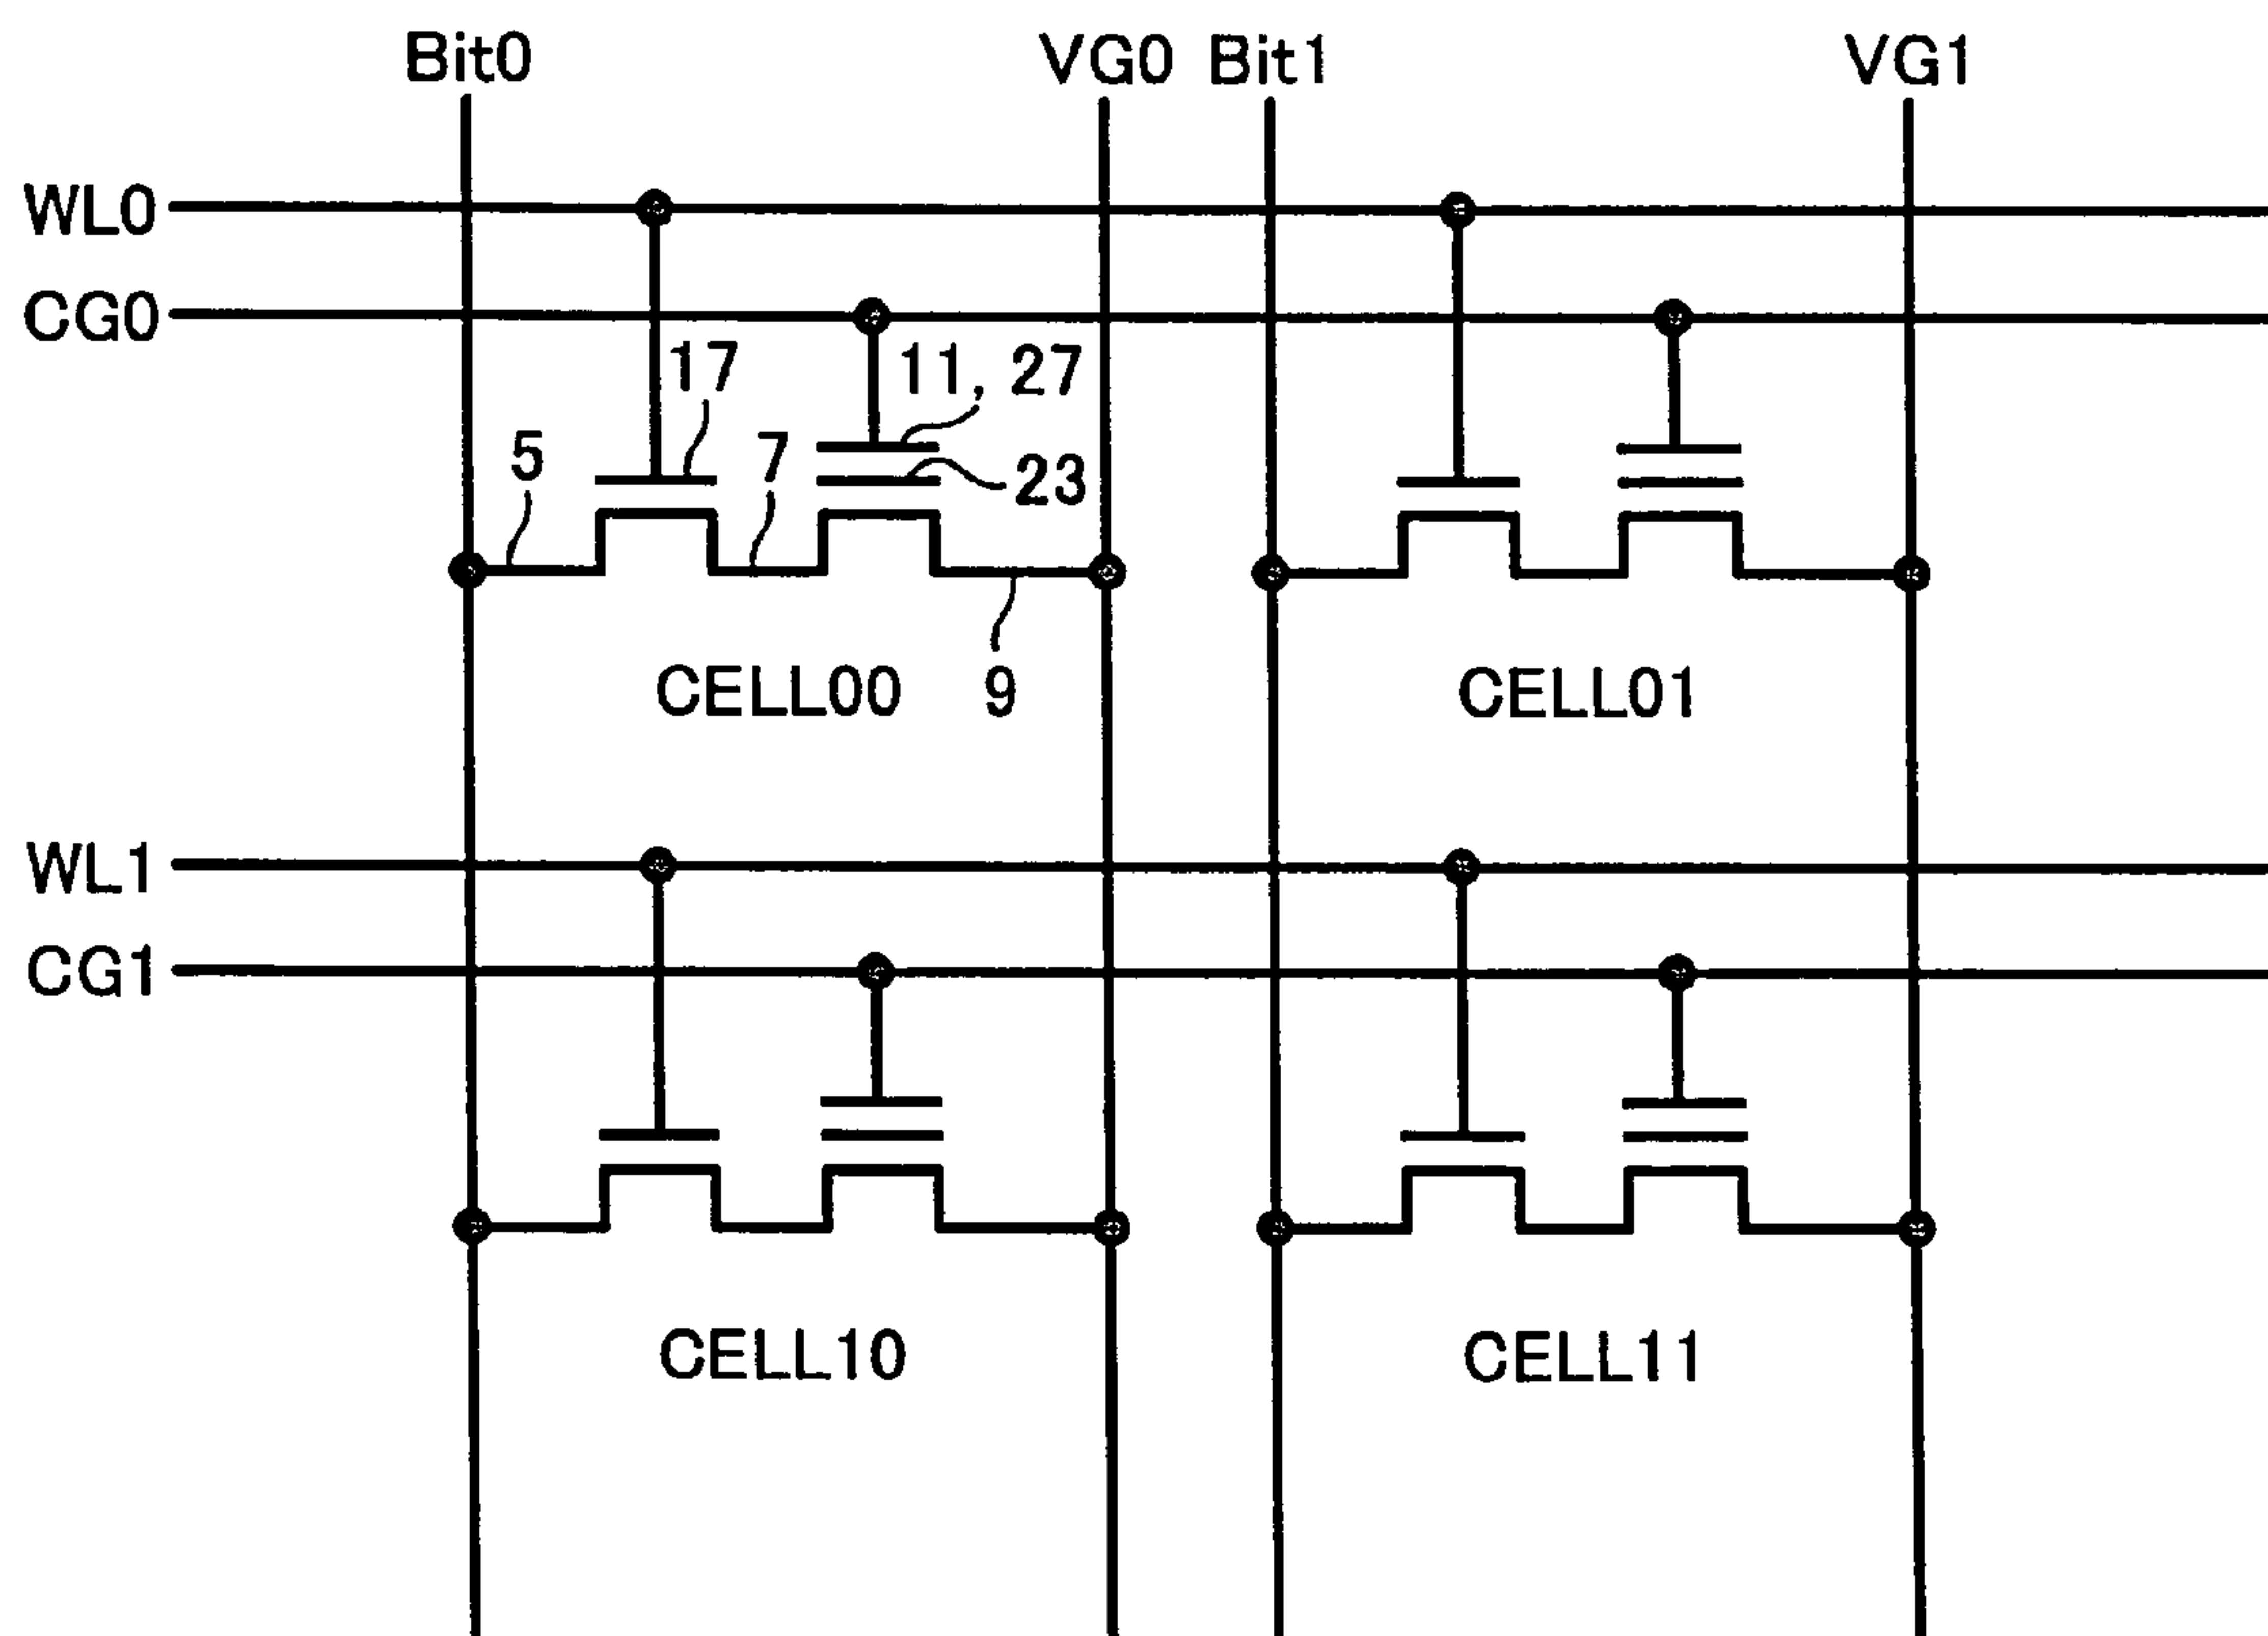 Bit0 VG0 Bit1 VG1
WL0
CG0
17 11, 27
5 7 23
CELL00 9 CELL01
WL1
CG1
CELL10 CELL11